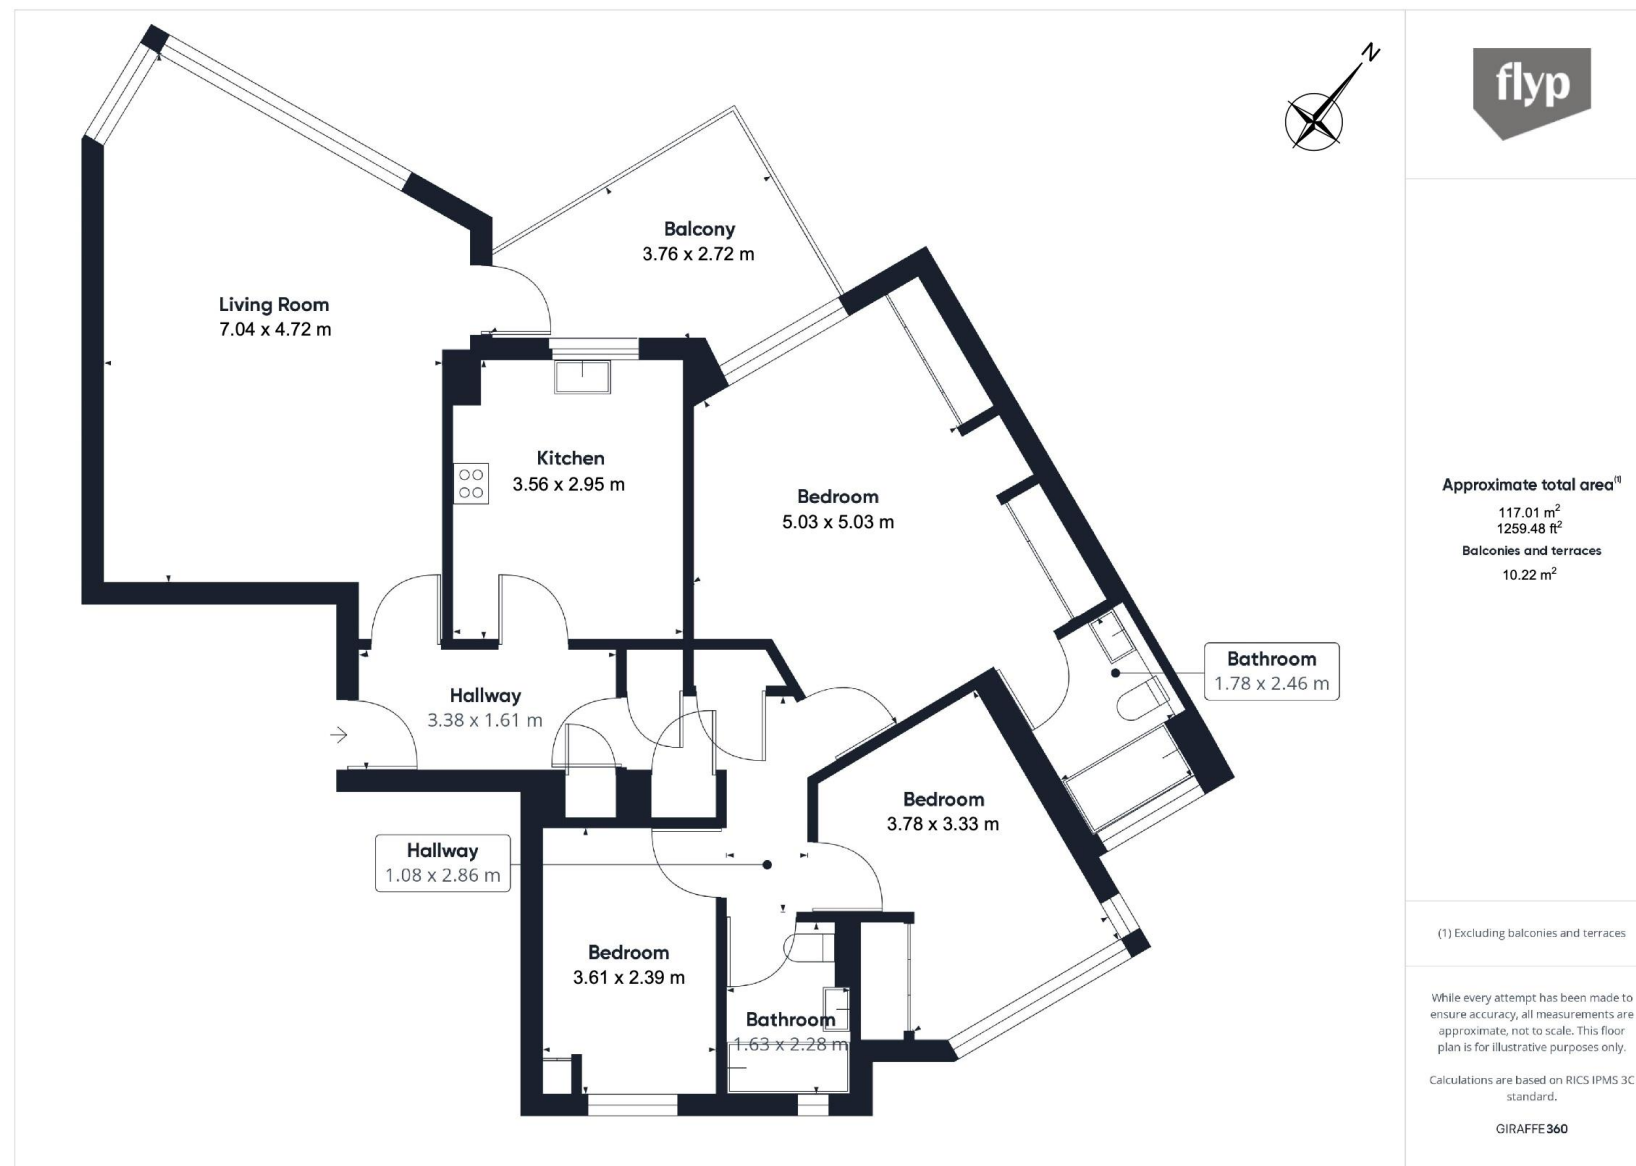 N
flyp
Balcony
3.76 x 2.72 m
Living Room
7.04 x 4.72 m
Kitchen
3.56 x 2.95 m
Bedroom
5.03 x 5.03 m
Bathroom
1.78 x 2.46 m
Hallway
3.38 x 1.61 m
Bedroom
3.78 x 3.33 m
Hallway
1.08 x 2.86 m
Bedroom
3.61 x 2.39 m
Bathroom
1.63 x 2.28 m
Approximate total area(1)
117.01 m²
1259.48 ft²
Balconies and terraces
10.22 m²
(1) Excluding balconies and terraces
While every attempt has been made to
ensure accuracy, all measurements are
approximate, not to scale. This floor
plan is for illustrative purposes only.
Calculations are based on RICS IPMS 3C
standard.
GIRAFFE360